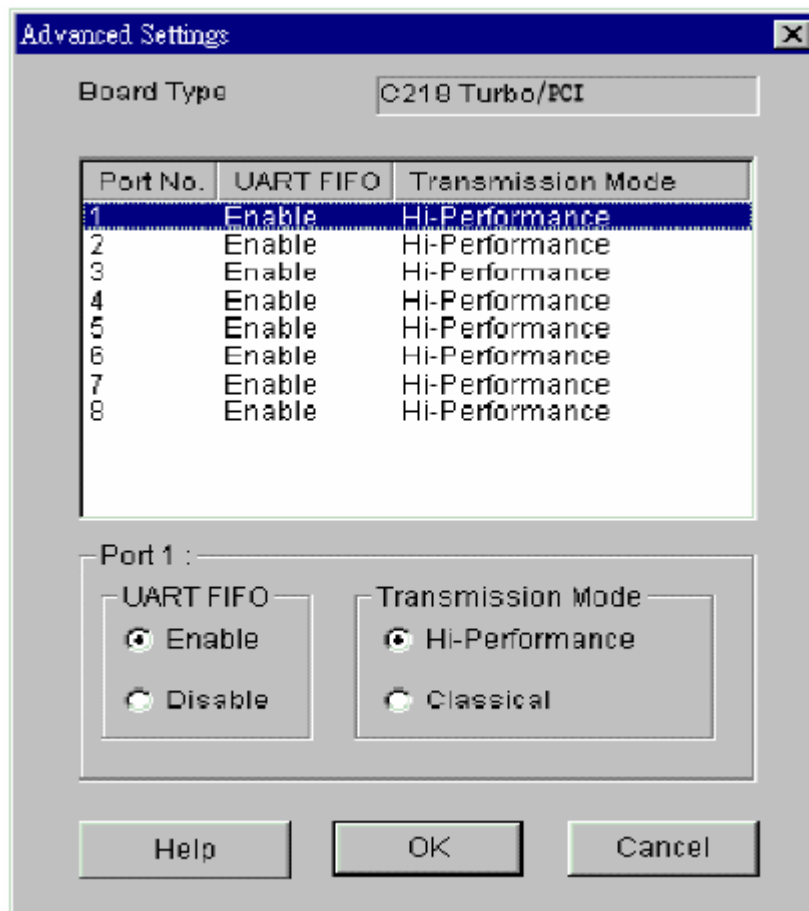 Advanced Settings
Board Type C218 Turbo/PCI
Port No. UART FIFO Transmission Mode
1 Enable Hi-Performance
2 Enable Hi-Performance
3 Enable Hi-Performance
4 Enable Hi-Performance
5 Enable Hi-Performance
6 Enable Hi-Performance
7 Enable Hi-Performance
8 Enable Hi-Performance
Port 1 :
UART FIFO Transmission Mode
Enable Hi-Performance
Disable Classical
Help OK Cancel